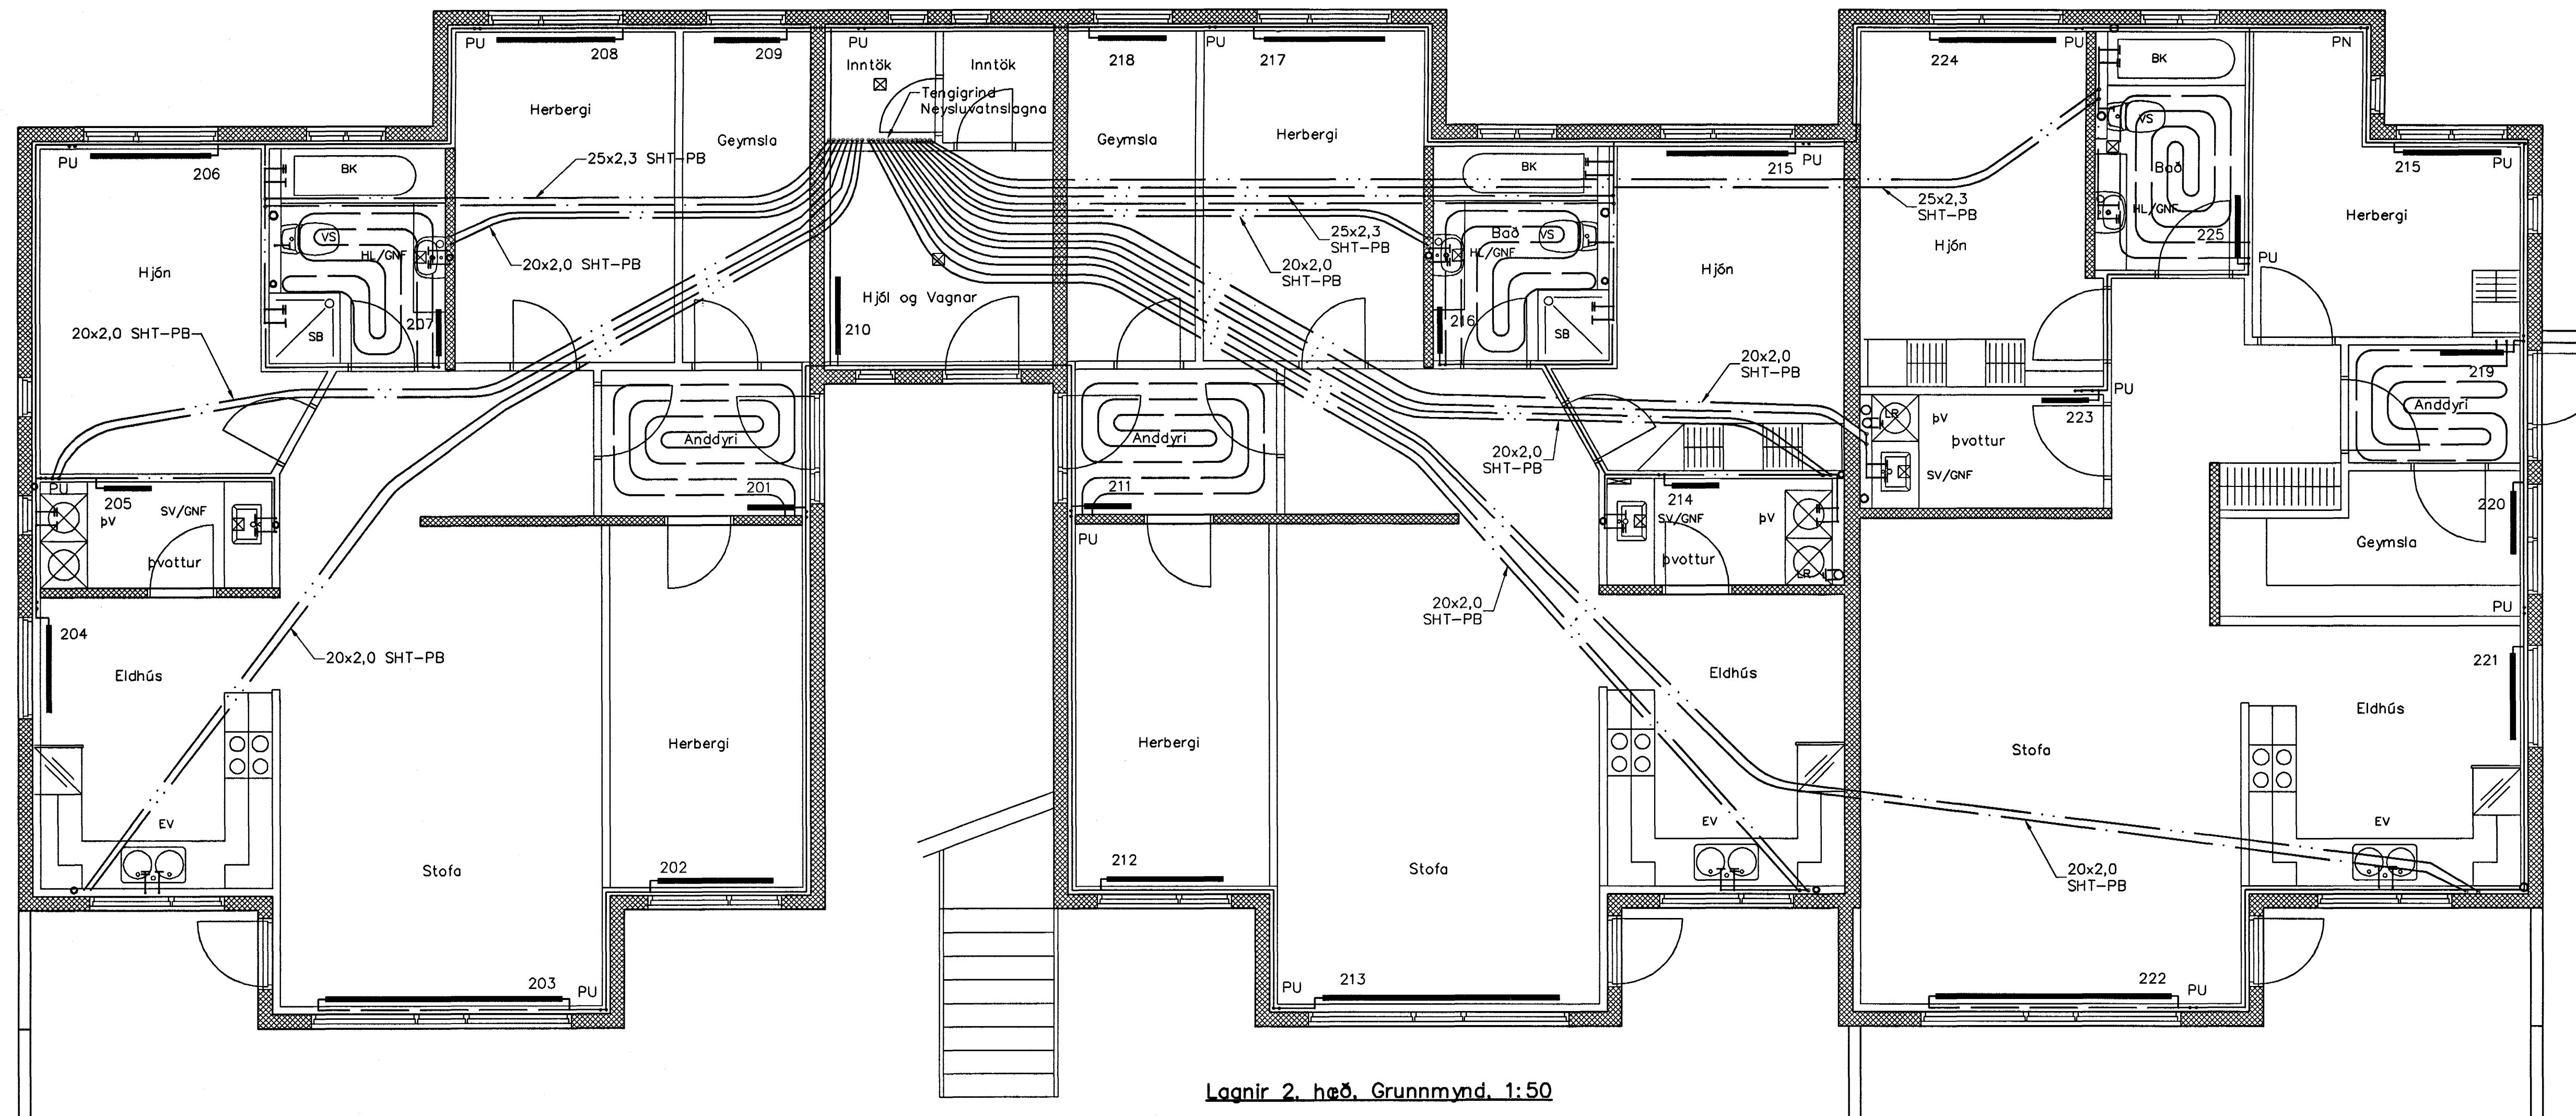 PU
208
209
PU
Inntök
Inntök
218
PU
217
224
PU
BK
PN
Herbergi
Geymsla
Tengigrind
Neysluvatnslagna
Geymsla
Herbergi
VS
PU
206
BK
25x2,3 SHT-PB
BK
215
PU
Bað
215
PU
Hjón
VS
HL/GNF
20x2,0 SHT-PB
Hjól og Vagnar
25x2,3
SHT-PB
20x2,0
SHT-PB
Bað
VS
HL/GNF
Hjón
25x2,3
SHT-PB
Hjón
HL/GNF
225
PU
Herbergi
20x2,0 SHT-PB
207
SB
210
216
SB
20x2,0
SHT-PB
PU
219
223
LR
þV
þvottur
SV/GNF
Anddyri
Anddyri
Anddyri
20x2,0
SHT-PB
PU
205
þV
SV/GNF
þvottur
201
211
PU
214
SV/GNF
þV
þvottur
LR
220
Geymsla
PU
204
Eldhús
20x2,0 SHT-PB
20x2,0
SHT-PB
Eldhús
221
Eldhús
Herbergi
Herbergi
Stofa
EV
EV
EV
Stofa
202
212
Stofa
20x2,0
SHT-PB
203
PU
PU
213
222
PU
Lagnir 2. hæð, Grunnmynd, 1:50